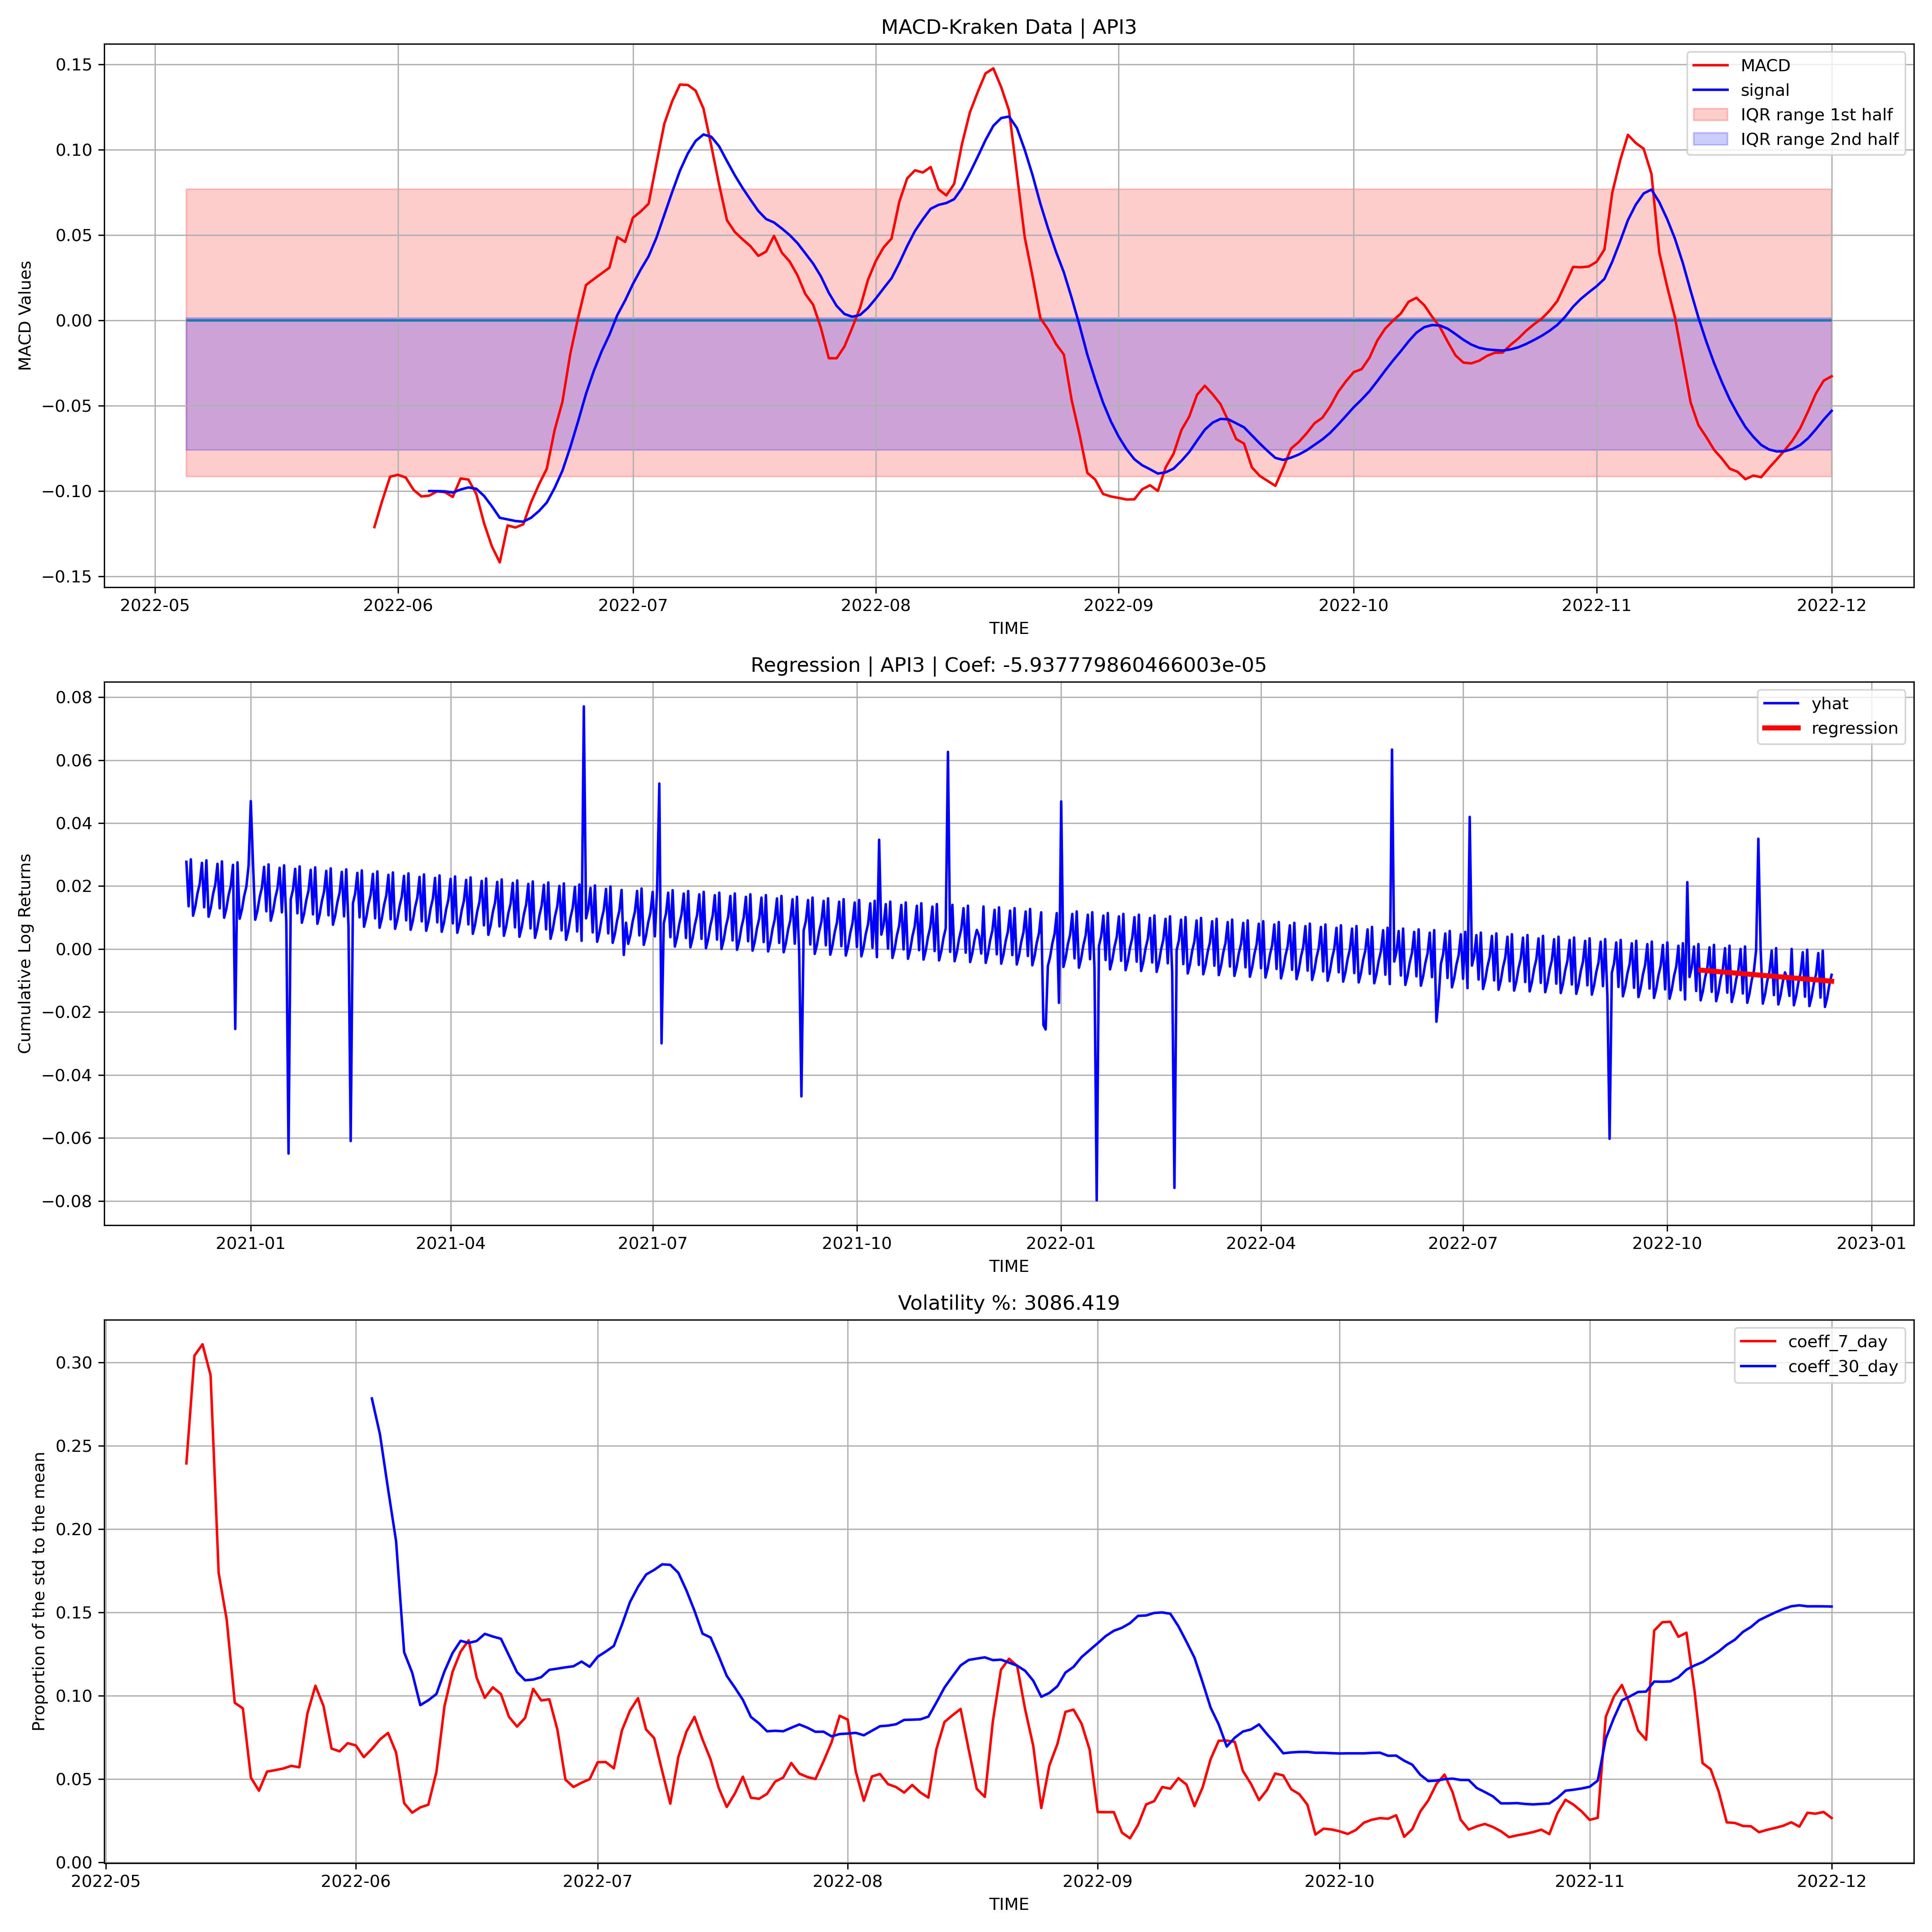 MACD-Kraken Data | API3
MACD Values
0.15
0.10
0.05
0.00
−0.05
−0.10
−0.15
MACD
signal
IQR range 1st half
IQR range 2nd half
2022-05 2022-06 2022-07 2022-08 2022-09 2022-10 2022-11 2022-12
TIME
Regression | API3 | Coef: -5.937779860466003e-05
Cumulative Log Returns
0.08
0.06
0.04
0.02
0.00
−0.02
−0.04
−0.06
−0.08
yhat
regression
2021-01 2021-04 2021-07 2021-10 2022-01 2022-04 2022-07 2022-10 2023-01
TIME
Volatility %: 3086.419
Proportion of the std to the mean
0.30
0.25
0.20
0.15
0.10
0.05
0.00
coeff_7_day
coeff_30_day
2022-05 2022-06 2022-07 2022-08 2022-09 2022-10 2022-11 2022-12
TIME